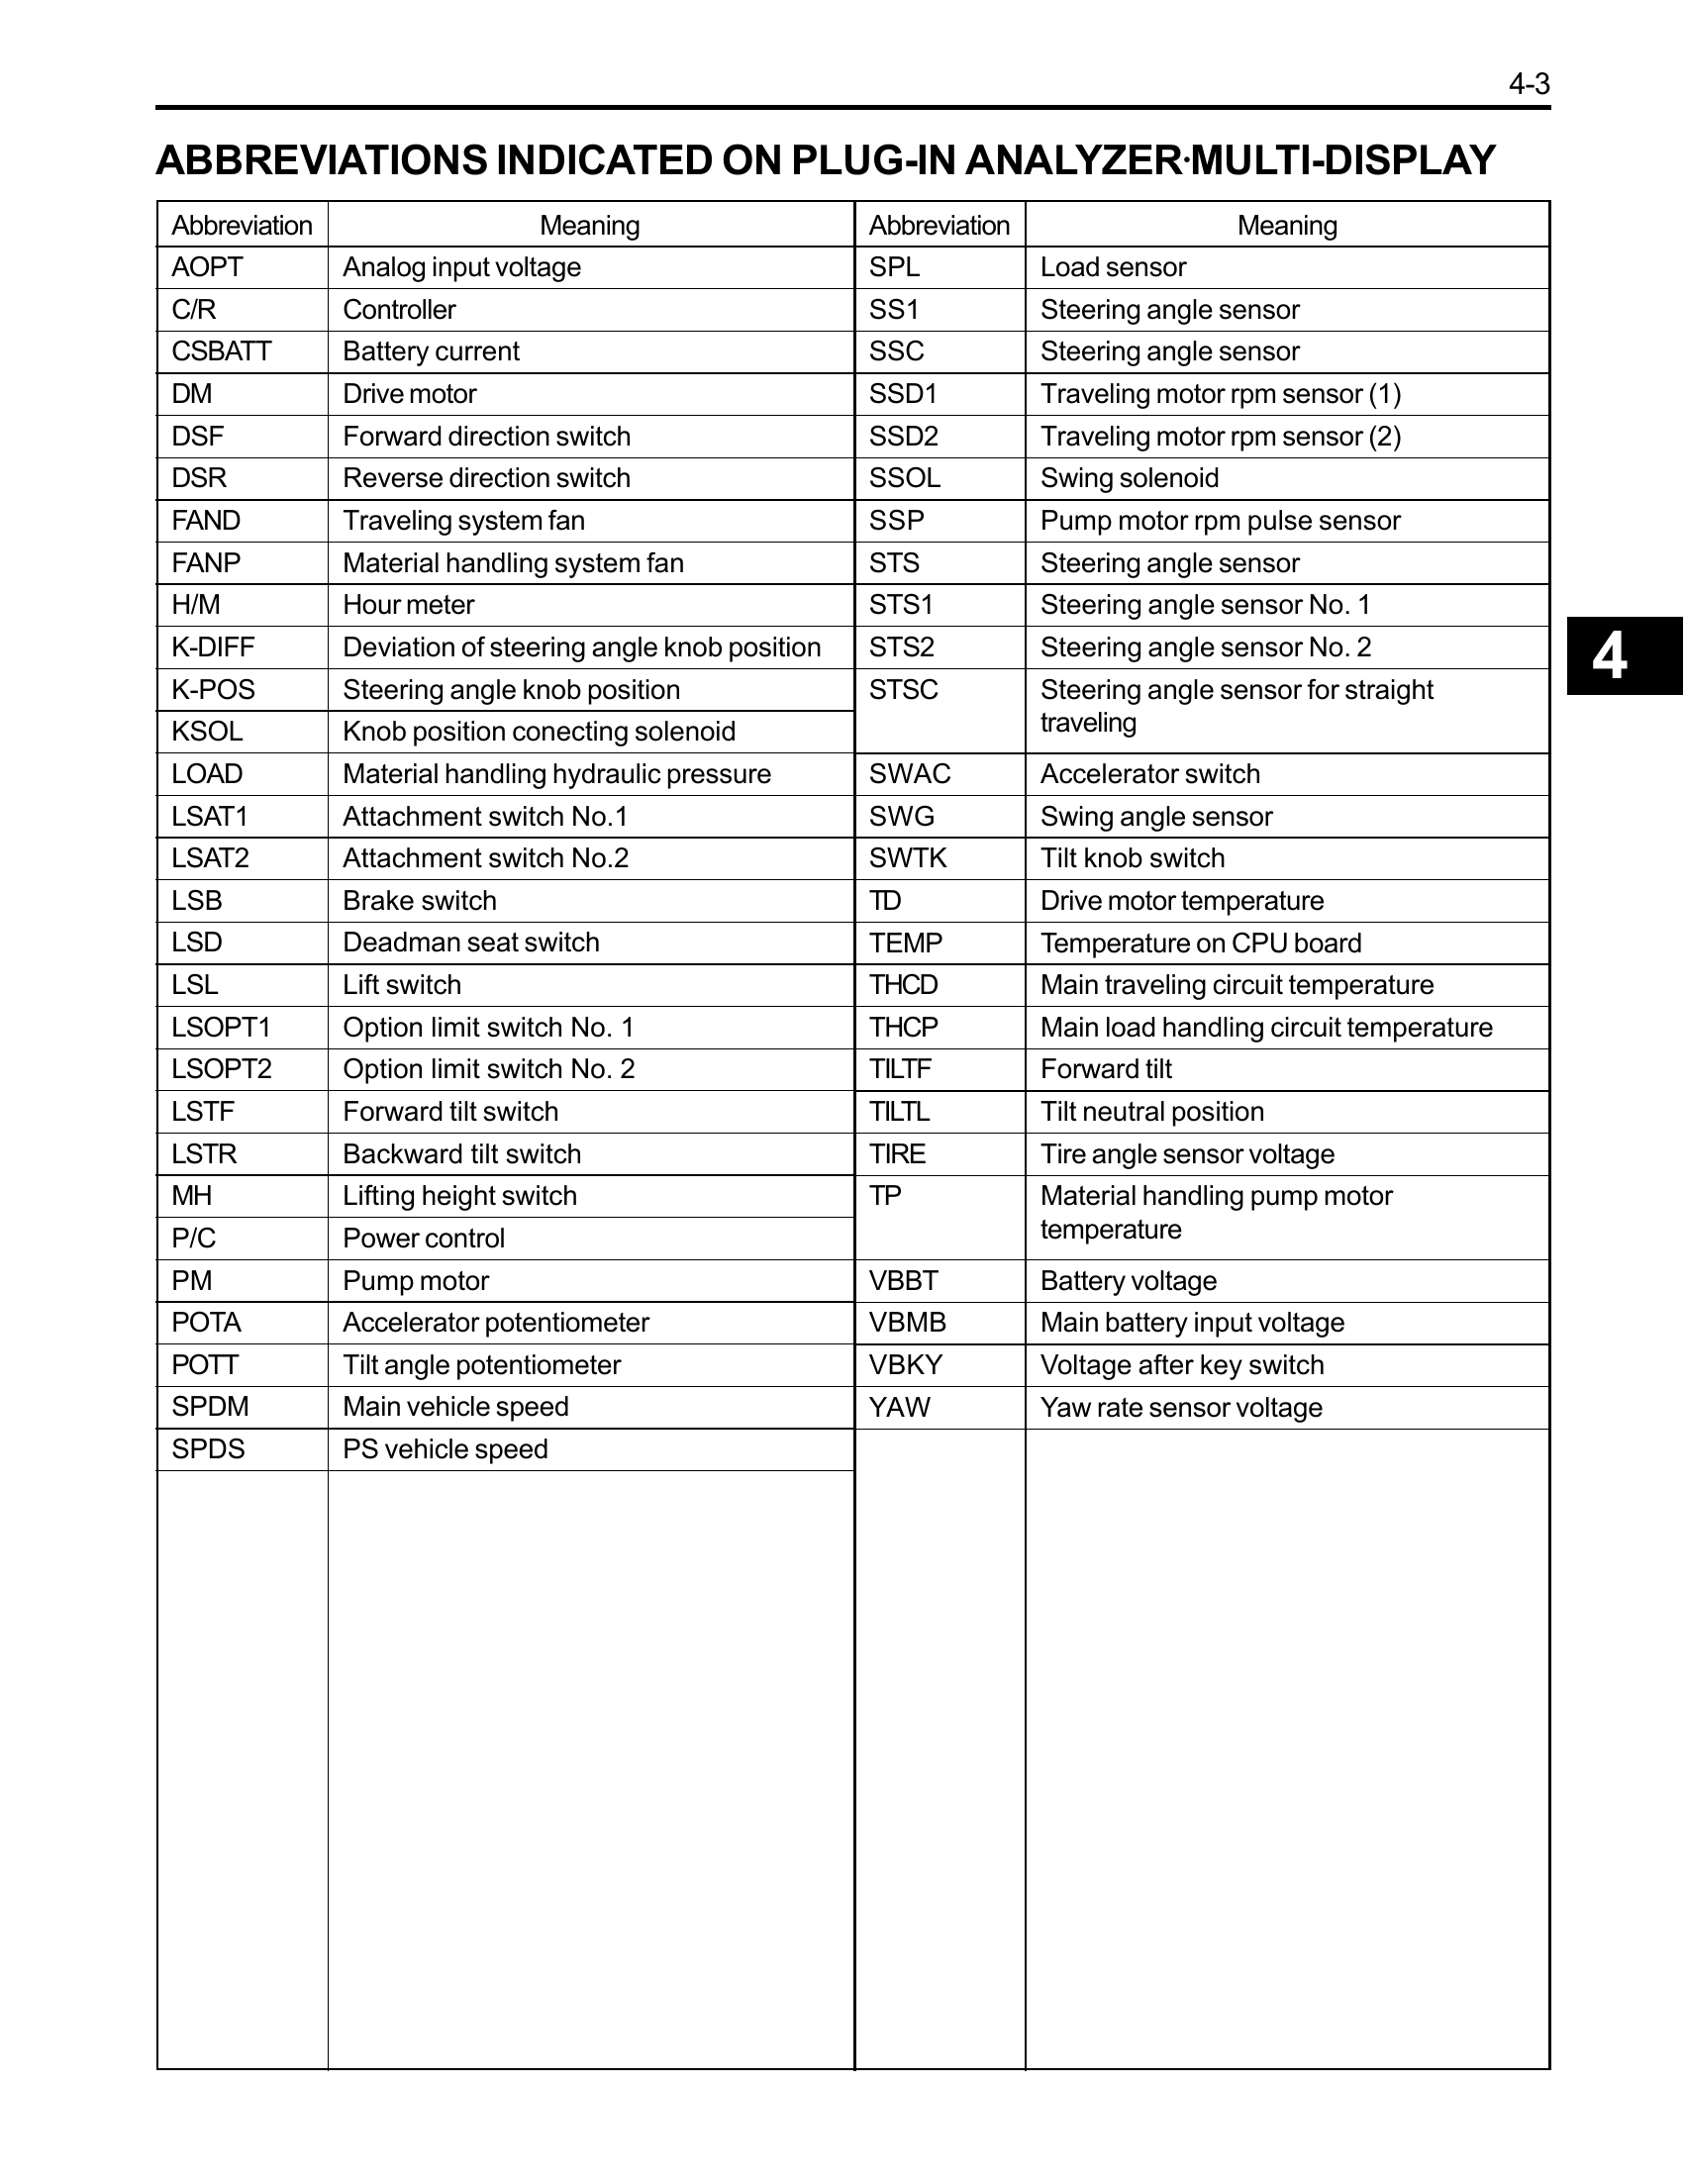 4-3
ABBREVIATIONS INDICATED ON PLUG-IN ANALYZER·MULTI-DISPLAY
Abbreviation Meaning Abbreviation Meaning
AOPT Analog input voltage SPL Load sensor
C/R Controller SS1 Steering angle sensor
CSBATT Battery current SSC Steering angle sensor
DM Drive motor SSD1 Traveling motor rpm sensor (1)
DSF Forward direction switch SSD2 Traveling motor rpm sensor (2)
DSR Reverse direction switch SSOL Swing solenoid
FAND Traveling system fan SSP Pump motor rpm pulse sensor
FANP Material handling system fan STS Steering angle sensor
H/M Hour meter STS1 Steering angle sensor No. 1
K-DIFF Deviation of steering angle knob position STS2 Steering angle sensor No. 2
4
K-POS Steering angle knob position STSC Steering angle sensor for straight
traveling
KSOL Knob position conecting solenoid
LOAD Material handling hydraulic pressure SWAC Accelerator switch
LSAT1 Attachment switch No.1 SWG Swing angle sensor
LSAT2 Attachment switch No.2 SWTK Tilt knob switch
LSB Brake switch TD Drive motor temperature
LSD Deadman seat switch TEMP Temperature on CPU board
LSL Lift switch THCD Main traveling circuit temperature
LSOPT1 Option limit switch No. 1 THCP Main load handling circuit temperature
LSOPT2 Option limit switch No. 2 TILTF Forward tilt
LSTF Forward tilt switch TILTL Tilt neutral position
LSTR Backward tilt switch TIRE Tire angle sensor voltage
MH Lifting height switch TP Material handling pump motor
temperature
P/C Power control
PM Pump motor VBBT Battery voltage
POTA Accelerator potentiometer VBMB Main battery input voltage
POTT Tilt angle potentiometer VBKY Voltage after key switch
SPDM Main vehicle speed YAW Yaw rate sensor voltage
SPDS PS vehicle speed